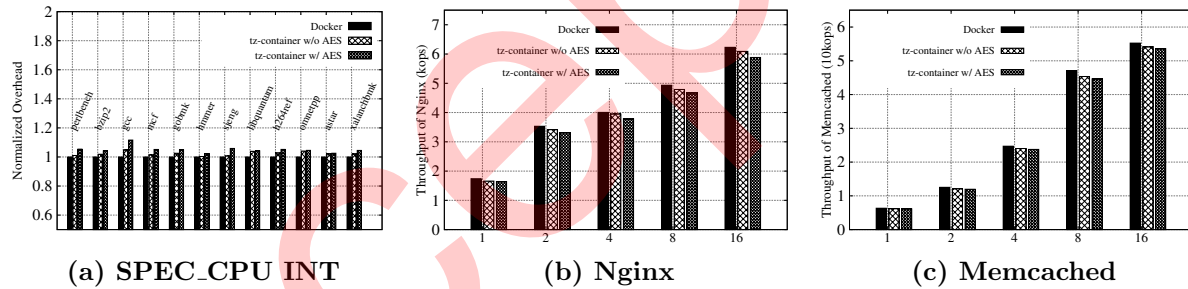 2
1.8
1.6
1.4
1.2
1
0.8
0.6
Normalized Overhead
Docker
tz-container w/o AES
tz-container w/ AES
perlbench
bzip2
gcc
mcf
gobmk
hmmer
sjeng
libquantum
h264ref
omnetpp
astar
xalanchbmk
(a) SPEC_CPU INT
7
6
5
4
3
2
1
0
Throughput of Nginx (kops)
Docker
tz-container w/o AES
tz-container w/ AES
1 2 4 8 16
(b) Nginx
6
5
4
3
2
1
0
Throughput of Memcached (10kops)
Docker
tz-container w/o AES
tz-container w/ AES
1 2 4 8 16
(c) Memcached